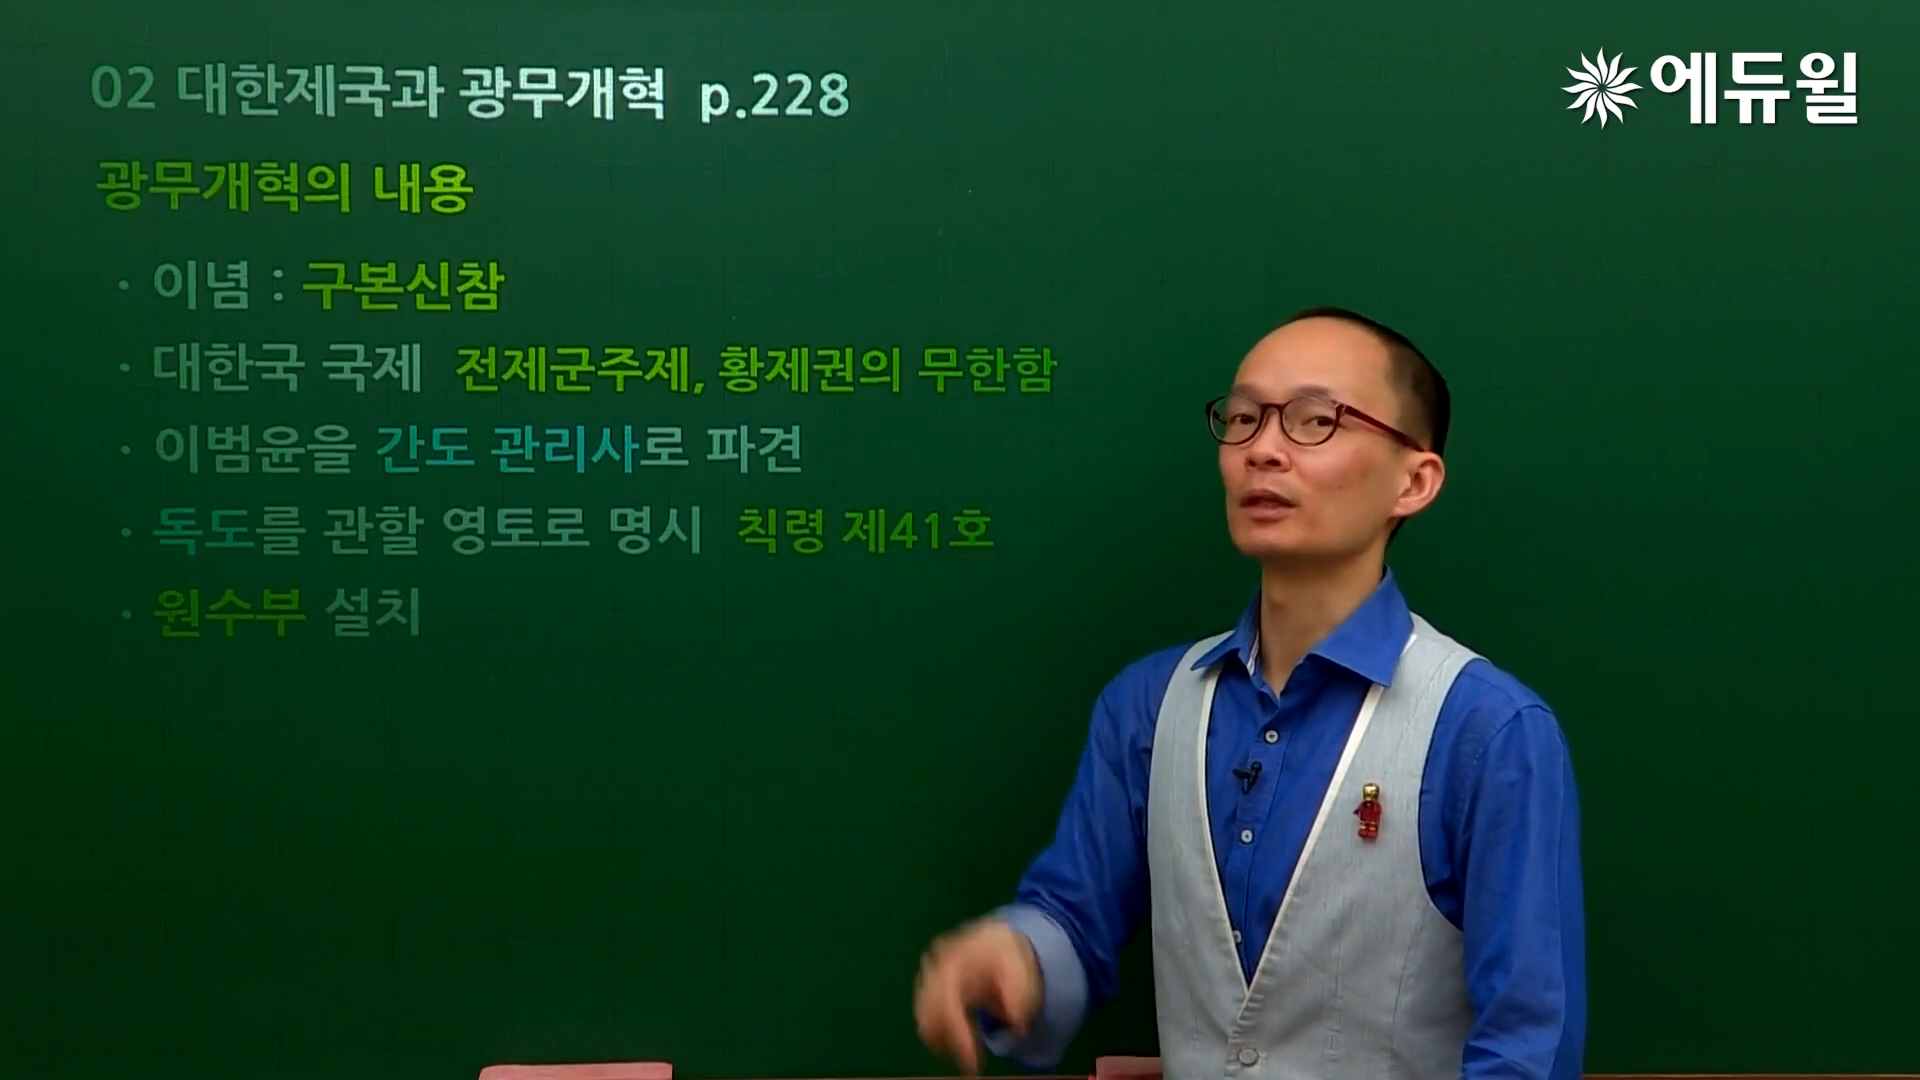 02 대한제국과 광무개혁 p.228
에듀윌
광무개혁의 내용
· 이념 : 구본신참
· 대한국 국제 전제군주제, 황제권의 무한함
· 이범윤을 간도 관리사로 파견
· 독도를 관할 영토로 명시 칙령 제41호
· 원수부 설치